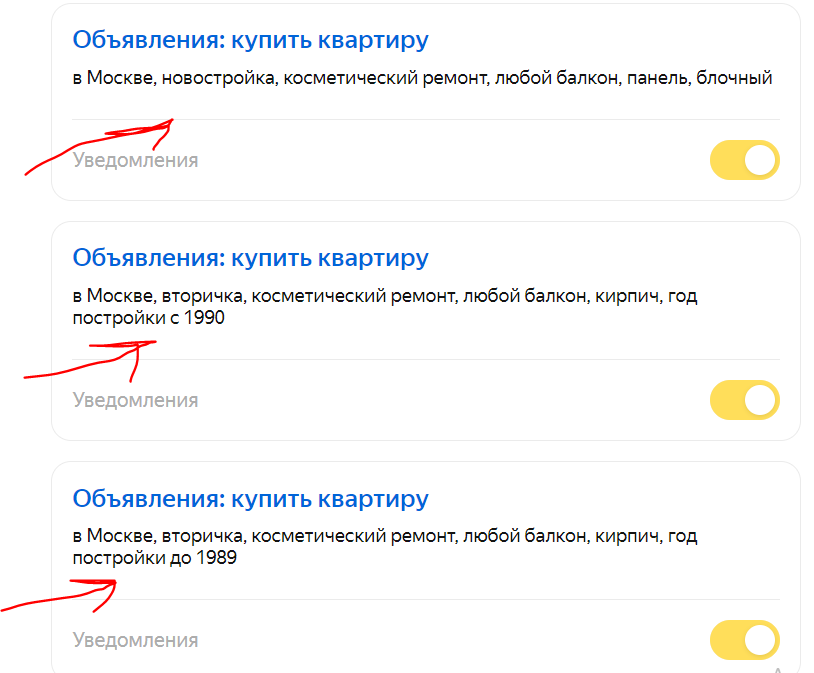 Объявления: купить квартиру
в Москве, новостройка, косметический ремонт, любой балкон, панель, блочный
Уведомления
Объявления: купить квартиру
в Москве, вторичка, косметический ремонт, любой балкон, кирпич, год
постройки с 1990
Уведомления
Объявления: купить квартиру
в Москве, вторичка, косметический ремонт, любой балкон, кирпич, год
постройки до 1989
Уведомления